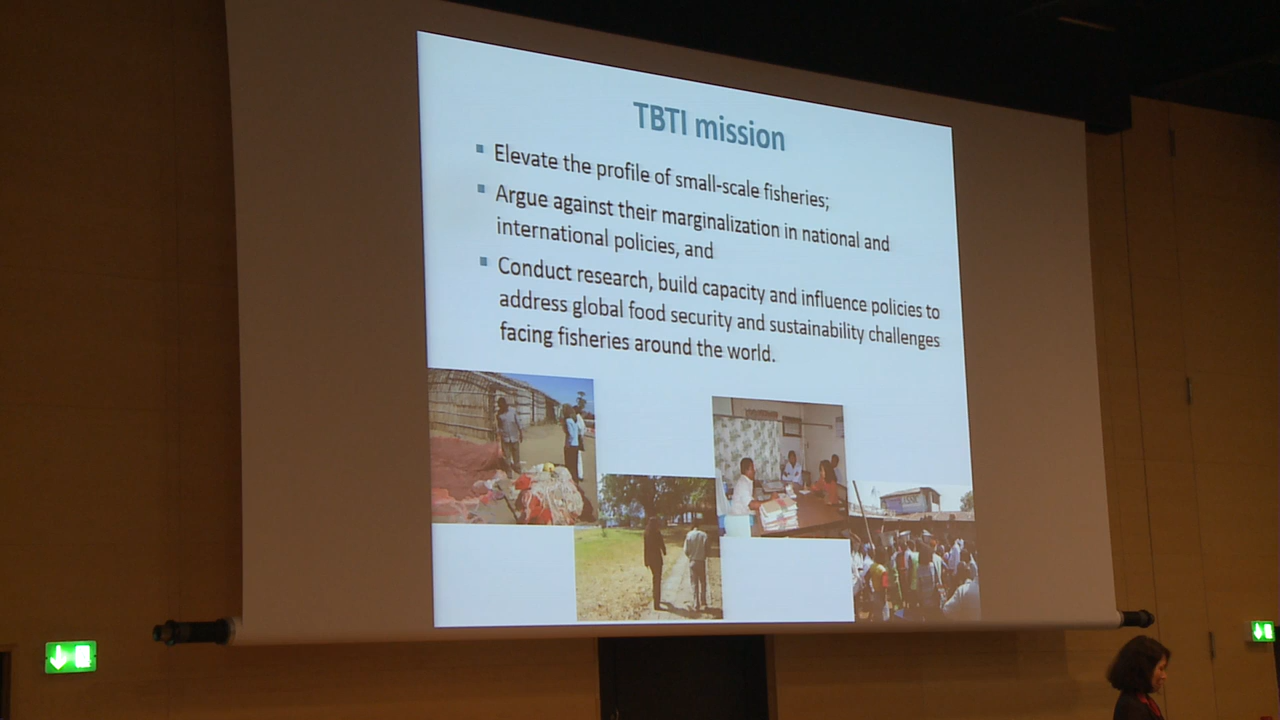 TBTI mission
Elevate the profile of small-scale fisheries;
Argue against their marginalization in national and
international policies, and
Conduct research, build capacity and influence policies to
address global food security and sustainability challenges
facing fisheries around the world.